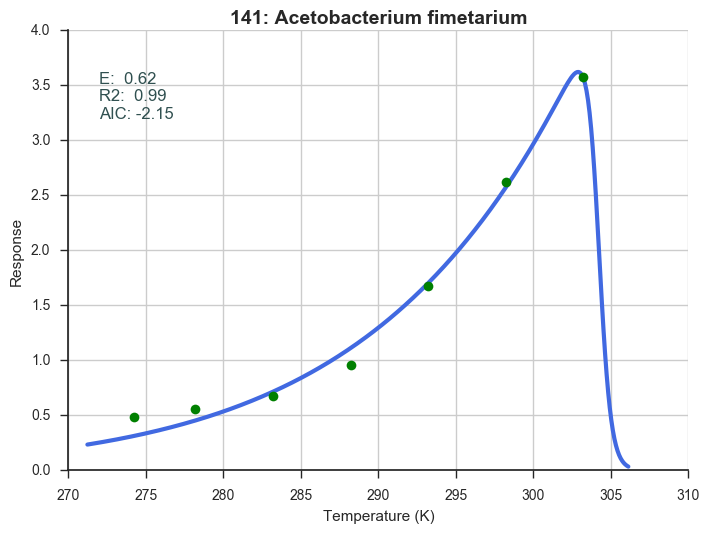 141: Acetobacterium fimetarium
4.0
3.5
3.0
2.5
2.0
1.5
1.0
0.5
0.0
E:  0.62
R2:  0.99
AIC: -2.15
Response
270 275 280 285 290 295 300 305 310
Temperature (K)